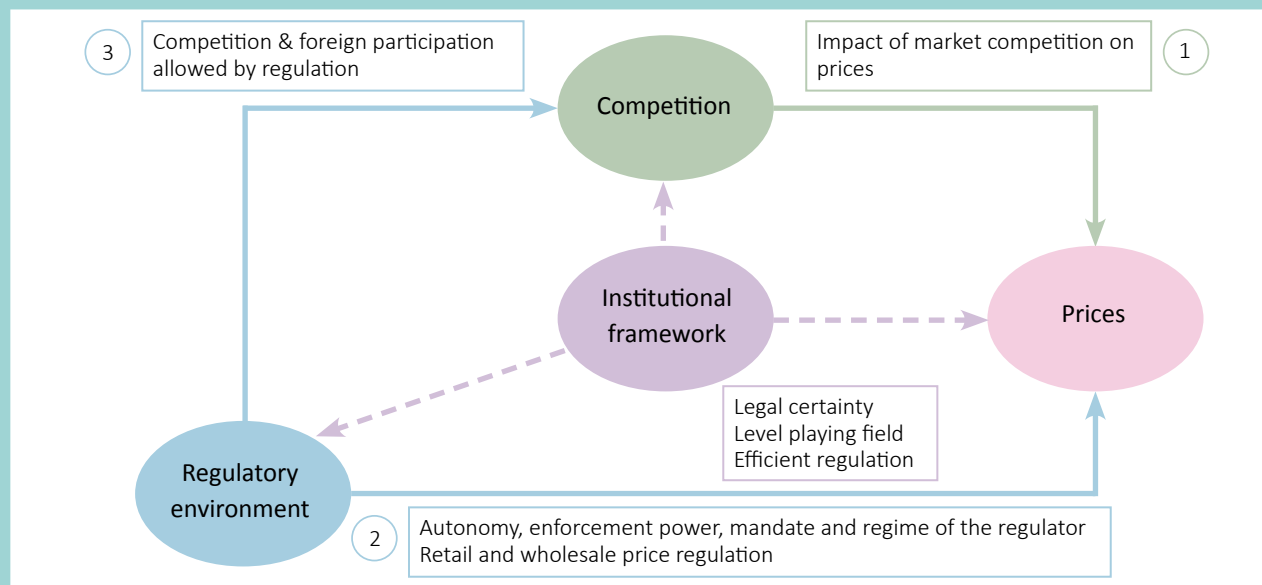 3
Competition & foreign participation
allowed by regulation
Impact of market competition on
prices
1
Competition
Institutional
framework
Prices
Legal certainty
Level playing field
Efficient regulation
Regulatory
environment
2
Autonomy, enforcement power, mandate and regime of the regulator
Retail and wholesale price regulation